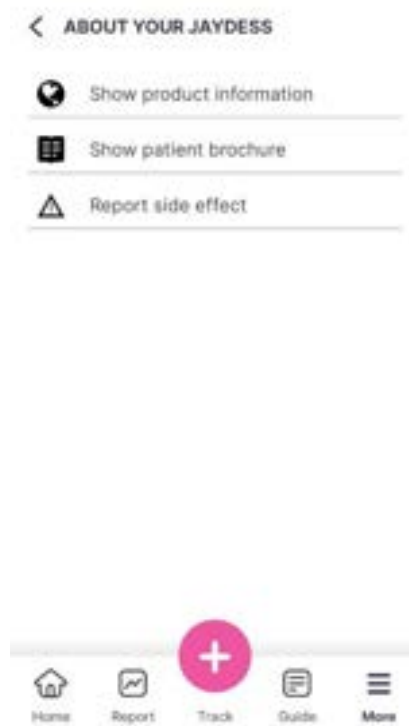 ABOUT YOUR JAYDESS
Show product information
Show patient brochure
Report side effect
Home Report Track Guide More